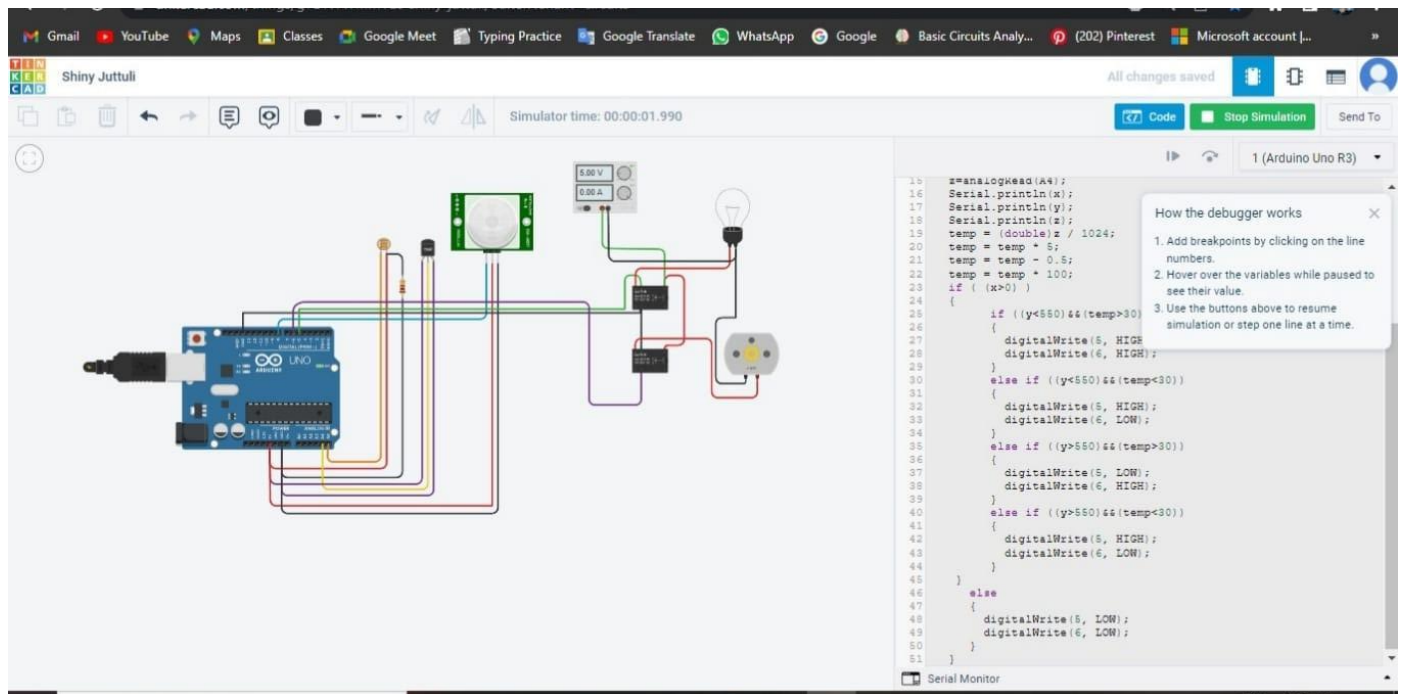 Gmail YouTube Maps Classes Google Meet Typing Practice Google Translate WhatsApp Google Basic Circuits Analy... (202) Pinterest Microsoft account |... »
TIN
KER
CAD
Shiny Juttuli
All changes saved
Simulator time: 00:00:01.990
Code
Stop Simulation
Send To
1 (Arduino Uno R3)
5.00 V
0.00 A
UNO
ARDUINO
POWER
15 z=analogRead(A4);
16 Serial.println(x);
17 Serial.println(y);
18 Serial.println(z);
19 temp = (double)z / 1024;
20 temp = temp * 5;
21 temp = temp - 0.5;
22 temp = temp * 100;
23 if ( (x>0) )
24 {
25 if ((y<550)&&(temp>30)
26 {
27 digitalWrite(5, HIGH
28 digitalWrite(6, HIGH);
29 }
30 else if ((y<550)&&(temp<30))
31 {
32 digitalWrite(5, HIGH);
33 digitalWrite(6, LOW);
34 }
35 else if ((y>550)&&(temp>30))
36 {
37 digitalWrite(5, LOW);
38 digitalWrite(6, HIGH);
39 }
40 else if ((y>550)&&(temp<30))
41 {
42 digitalWrite(5, HIGH);
43 digitalWrite(6, LOW);
44 }
45 }
46 else
47 {
48 digitalWrite(5, LOW);
49 digitalWrite(6, LOW);
50 }
51 }
How the debugger works
1. Add breakpoints by clicking on the line
numbers.
2. Hover over the variables while paused to
see their value.
3. Use the buttons above to resume
simulation or step one line at a time.
Serial Monitor